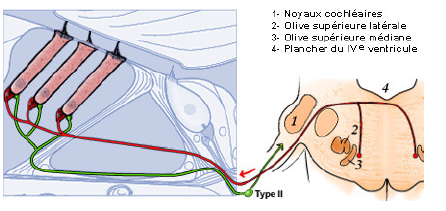 1- Noyaux cochléaires
2- Olive supérieure latérale
3- Olive supérieure médiane
4- Plancher du IVe ventricule
4
1
2
3
Type II